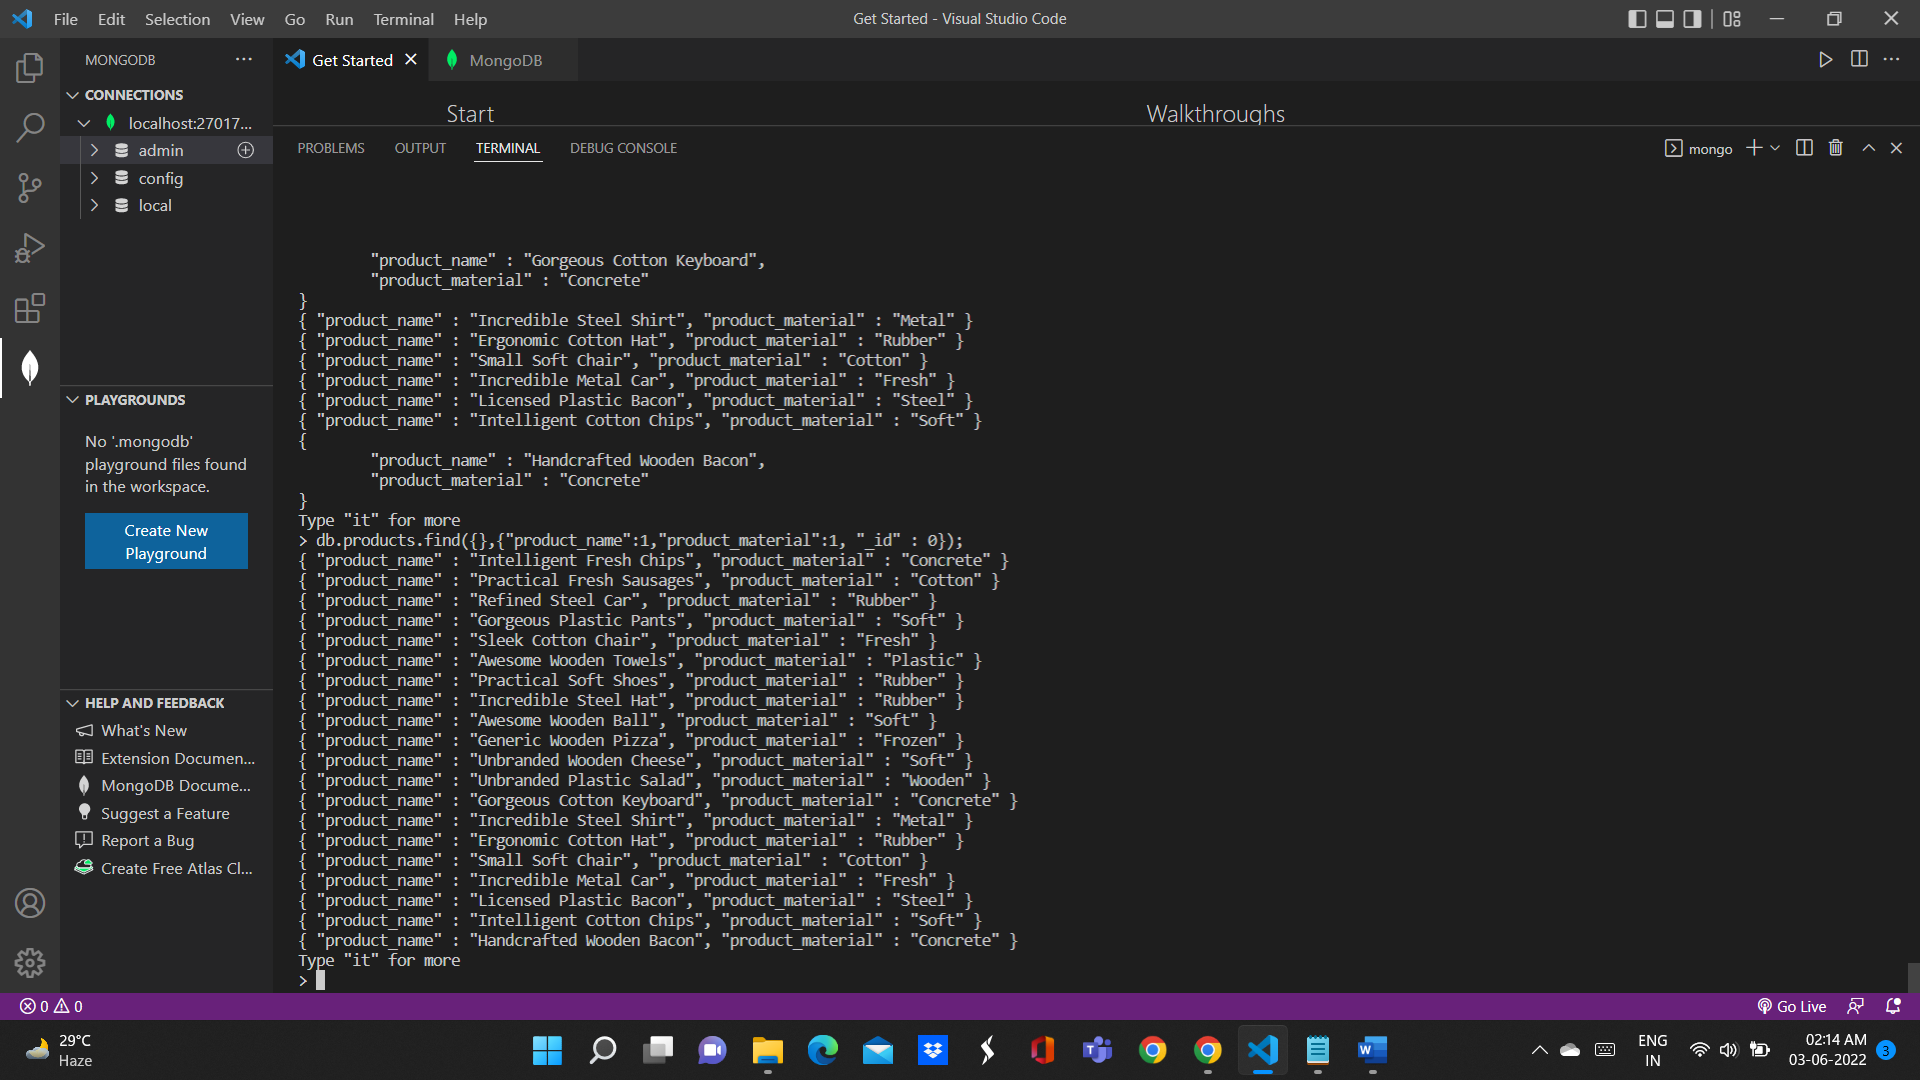 File Edit Selection View Go Run Terminal Help
Get Started - Visual Studio Code
MONGODB
Get Started
MongoDB
CONNECTIONS
localhost:27017...
admin
config
local
Start
Walkthroughs
PROBLEMS OUTPUT TERMINAL DEBUG CONSOLE
mongo
"product_name" : "Gorgeous Cotton Keyboard",
"product_material" : "Concrete"
}
{ "product_name" : "Incredible Steel Shirt", "product_material" : "Metal" }
{ "product_name" : "Ergonomic Cotton Hat", "product_material" : "Rubber" }
{ "product_name" : "Small Soft Chair", "product_material" : "Cotton" }
{ "product_name" : "Incredible Metal Car", "product_material" : "Fresh" }
{ "product_name" : "Licensed Plastic Bacon", "product_material" : "Steel" }
{ "product_name" : "Intelligent Cotton Chips", "product_material" : "Soft" }
{
"product_name" : "Handcrafted Wooden Bacon",
"product_material" : "Concrete"
}
Type "it" for more
> db.products.find({},{"product_name":1,"product_material":1, "_id" : 0});
{ "product_name" : "Intelligent Fresh Chips", "product_material" : "Concrete" }
{ "product_name" : "Practical Fresh Sausages", "product_material" : "Cotton" }
{ "product_name" : "Refined Steel Car", "product_material" : "Rubber" }
{ "product_name" : "Gorgeous Plastic Pants", "product_material" : "Soft" }
{ "product_name" : "Sleek Cotton Chair", "product_material" : "Fresh" }
{ "product_name" : "Awesome Wooden Towels", "product_material" : "Plastic" }
{ "product_name" : "Practical Soft Shoes", "product_material" : "Rubber" }
{ "product_name" : "Incredible Steel Hat", "product_material" : "Rubber" }
{ "product_name" : "Awesome Wooden Ball", "product_material" : "Soft" }
{ "product_name" : "Generic Wooden Pizza", "product_material" : "Frozen" }
{ "product_name" : "Unbranded Wooden Cheese", "product_material" : "Soft" }
{ "product_name" : "Unbranded Plastic Salad", "product_material" : "Wooden" }
{ "product_name" : "Gorgeous Cotton Keyboard", "product_material" : "Concrete" }
{ "product_name" : "Incredible Steel Shirt", "product_material" : "Metal" }
{ "product_name" : "Ergonomic Cotton Hat", "product_material" : "Rubber" }
{ "product_name" : "Small Soft Chair", "product_material" : "Cotton" }
{ "product_name" : "Incredible Metal Car", "product_material" : "Fresh" }
{ "product_name" : "Licensed Plastic Bacon", "product_material" : "Steel" }
{ "product_name" : "Intelligent Cotton Chips", "product_material" : "Soft" }
{ "product_name" : "Handcrafted Wooden Bacon", "product_material" : "Concrete" }
Type "it" for more
>
PLAYGROUNDS
No '.mongodb'
playground files found
in the workspace.
Create New
Playground
HELP AND FEEDBACK
What's New
Extension Documen...
MongoDB Docume...
Suggest a Feature
Report a Bug
Create Free Atlas Cl...
0 0
Go Live
29°C
Haze
ENG
IN
02:14 AM
03-06-2022
3